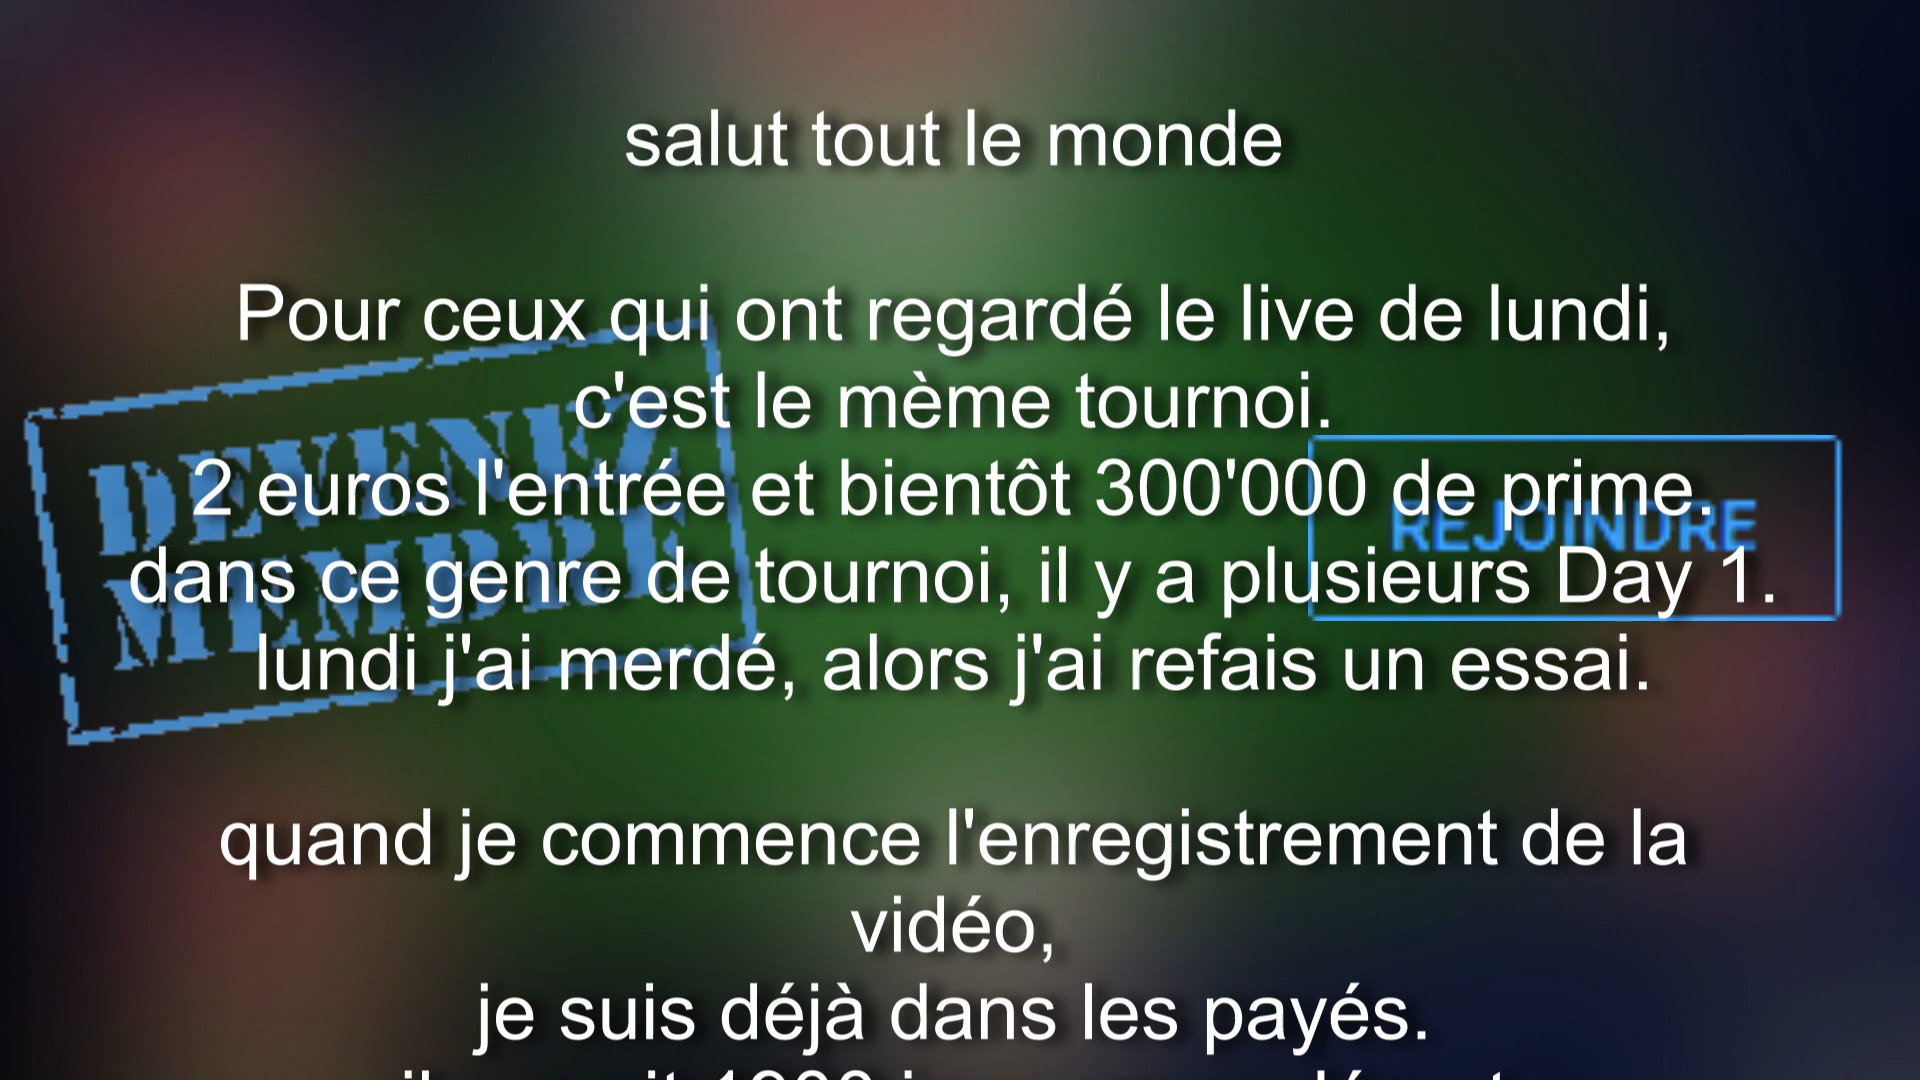 salut tout le monde
Pour ceux qui ont regardé le live de lundi,
c'est le mème tournoi.
2 euros l'entrée et bientôt 300'000 de prime.
dans ce genre de tournoi, il y a plusieurs Day 1.
lundi j'ai merdé, alors j'ai refais un essai.
quand je commence l'enregistrement de la
vidéo,
je suis déjà dans les payés.
DEVENEZ
MEMBRE
REJOINDRE